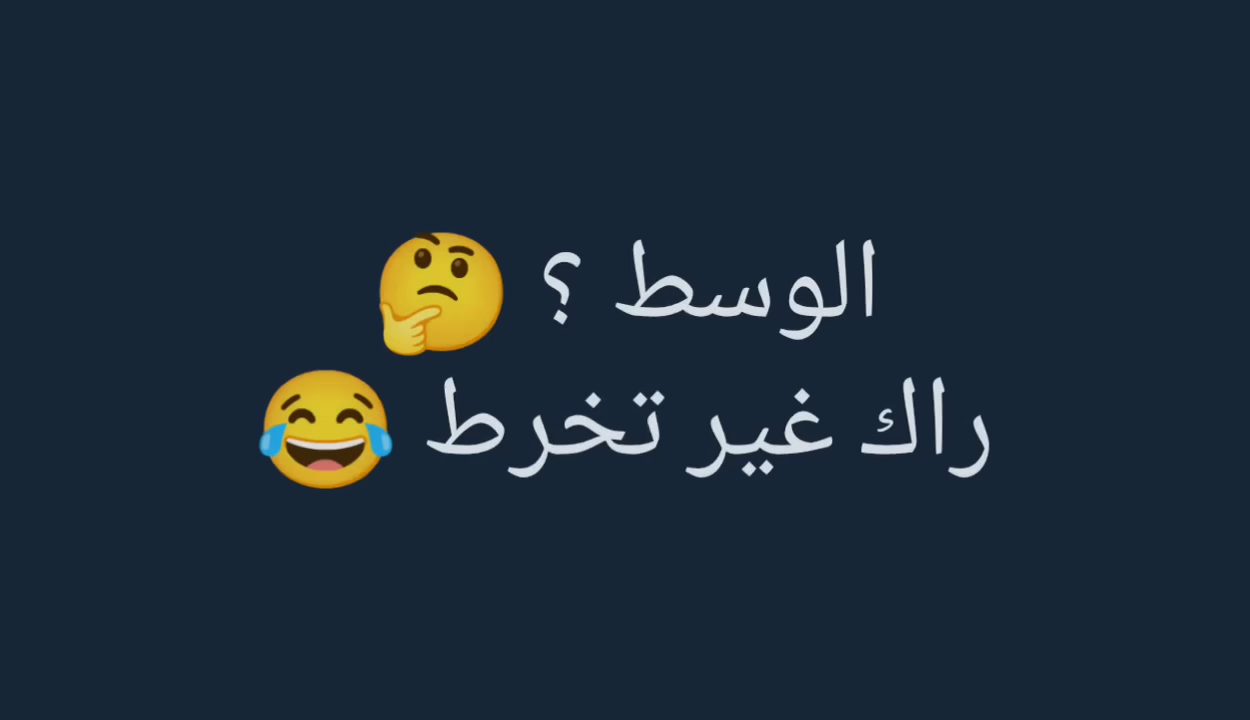 الوسط ؟ 🤔
راك غير تخرط 😂